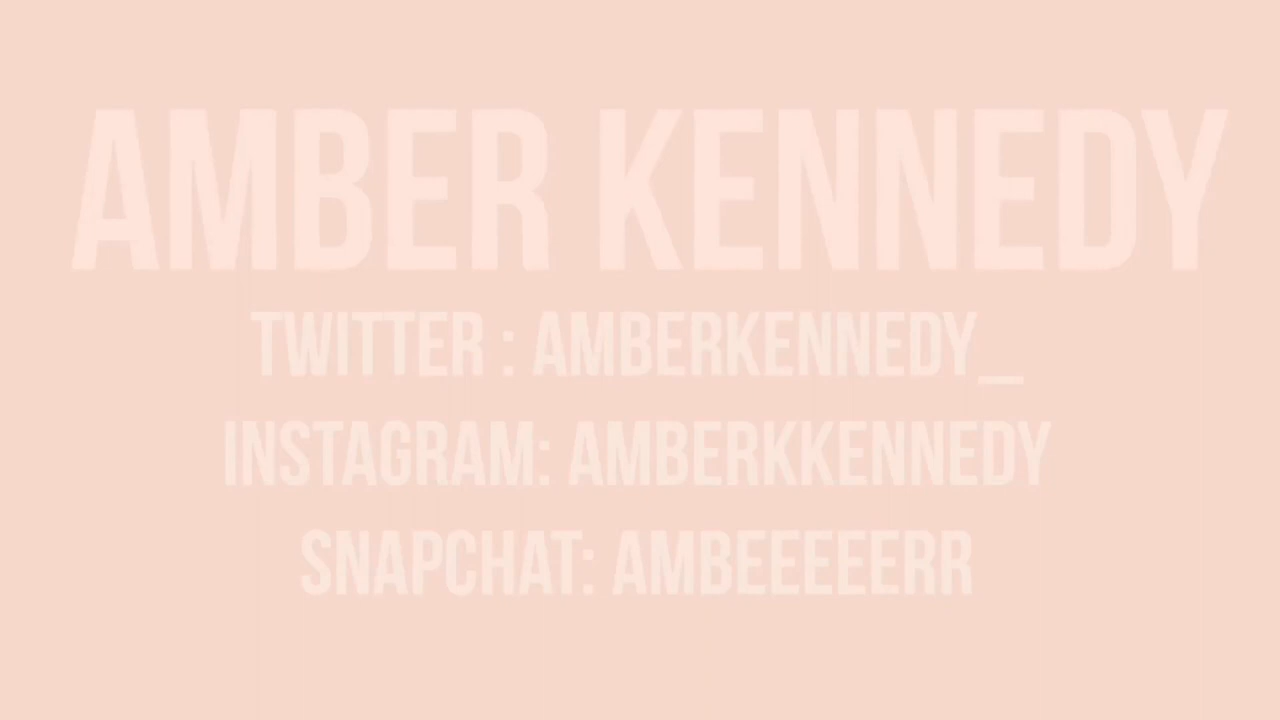 AMBER KENNEDY
TWITTER : AMBERKENNEDY_
INSTAGRAM: AMBERKKENNEDY
SNAPCHAT: AMBEEEEERR